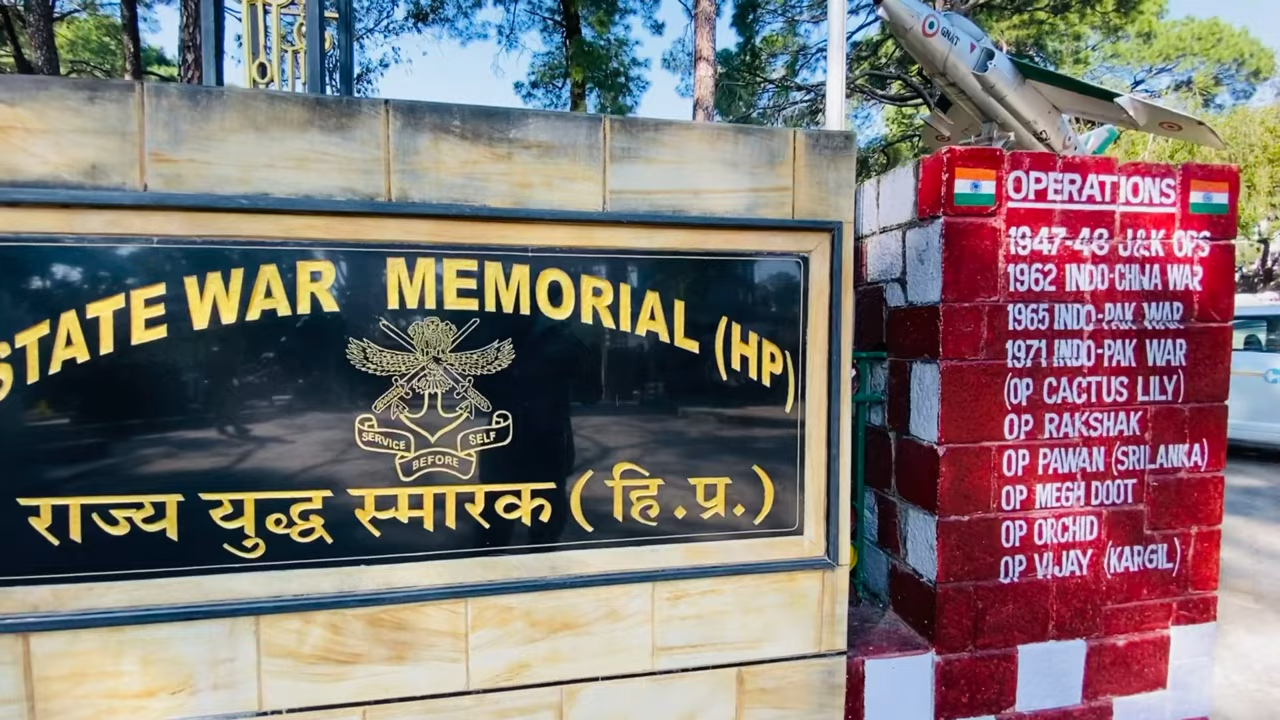 STATE WAR MEMORIAL (HP)
SERVICE BEFORE SELF
राज्य युद्ध स्मारक (हि.प्र.)
GNAT
OPERATIONS
1947-48 J&K OPS
1962 INDO-CHINA WAR
1965 INDO-PAK WAR
1971 INDO-PAK WAR
(OP CACTUS LILY)
OP RAKSHAK
OP PAWAN (SRILANKA)
OP MEGH DOOT
OP ORCHID
OP VIJAY (KARGIL)